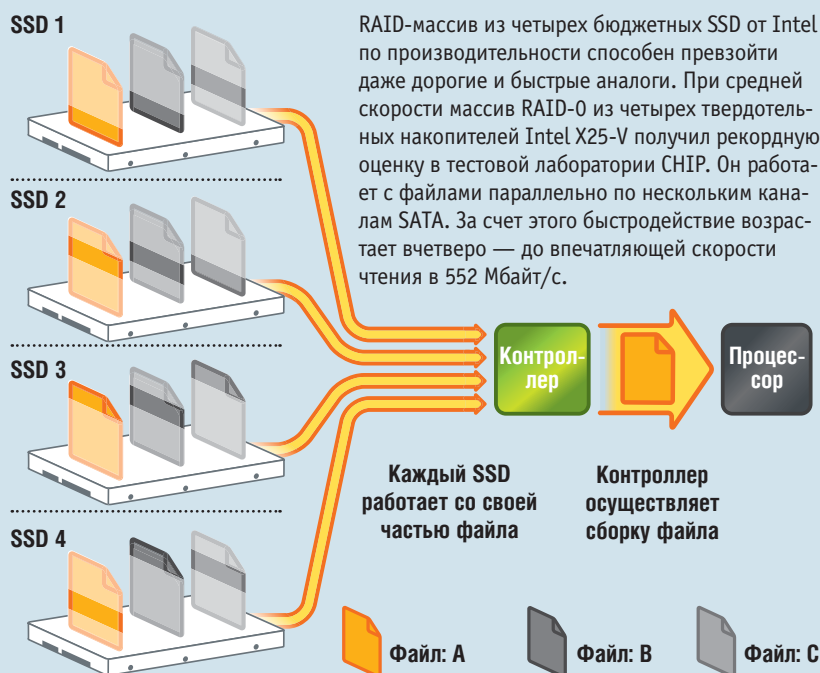 SSD 1
RAID-массив из четырех бюджетных SSD от Intel
по производительности способен превзойти
даже дорогие и быстрые аналоги. При средней
скорости массив RAID-0 из четырех твердотель-
ных накопителей Intel X25-V получил рекордную
оценку в тестовой лаборатории CHIP. Он работа-
ет с файлами параллельно по нескольким кана-
лам SATA. За счет этого быстродействие возрас-
тает вчетверо — до впечатляющей скорости
чтения в 552 Мбайт/с.
SSD 2
SSD 3
SSD 4
Контрол-
лер
Процес-
сор
Каждый SSD
работает со своей
частью файла
Контроллер
осуществляет
сборку файла
Файл: A
Файл: B
Файл: C